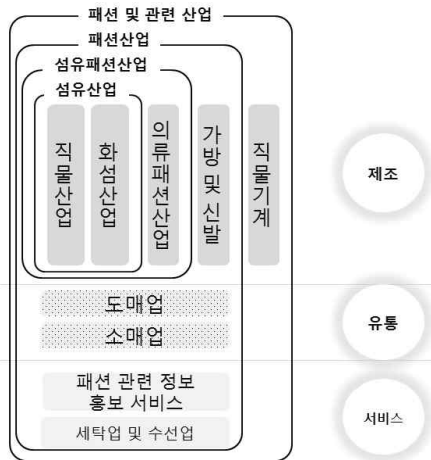 패션 및 관련 산업
패션산업
섬유패션산업
섬유산업
직물산업
화섬산업
의류패션산업
가방 및 신발
직물기계
제조
도매업
소매업
유통
패션 관련 정보
홍보 서비스
세탁업 및 수선업
서비스